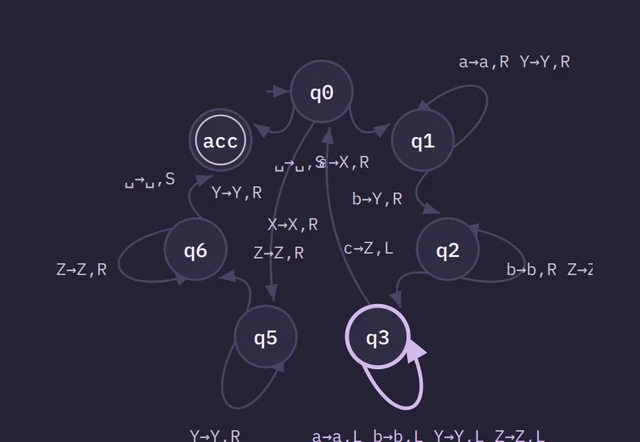 a→a,R Y→Y,R
q0
acc
q1
␣→␣,S
a→X,R
␣→␣,S
Y→Y,R
b→Y,R
X→X,R
q6
c→Z,L
q2
Z→Z,R
Z→Z,R
b→b,R
q5
q3
Y→Y,R
a→a,L b→b,L Y→Y,L Z→Z,L